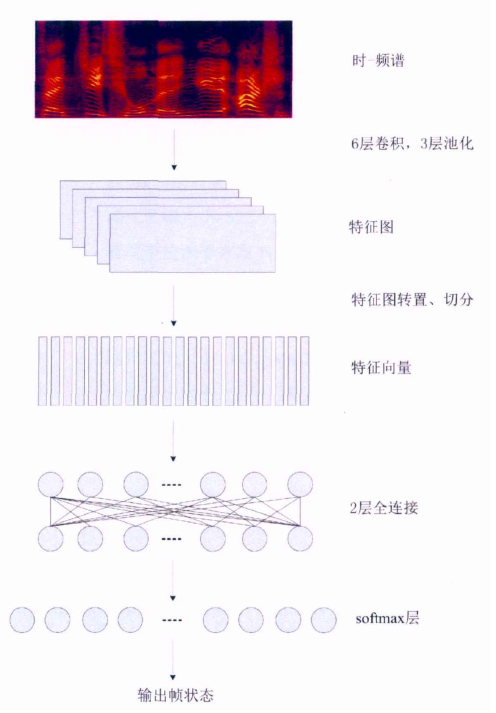 时-频谱
6层卷积，3层池化
特征图
特征图转置、切分
特征向量
2层全连接
softmax层
输出帧状态